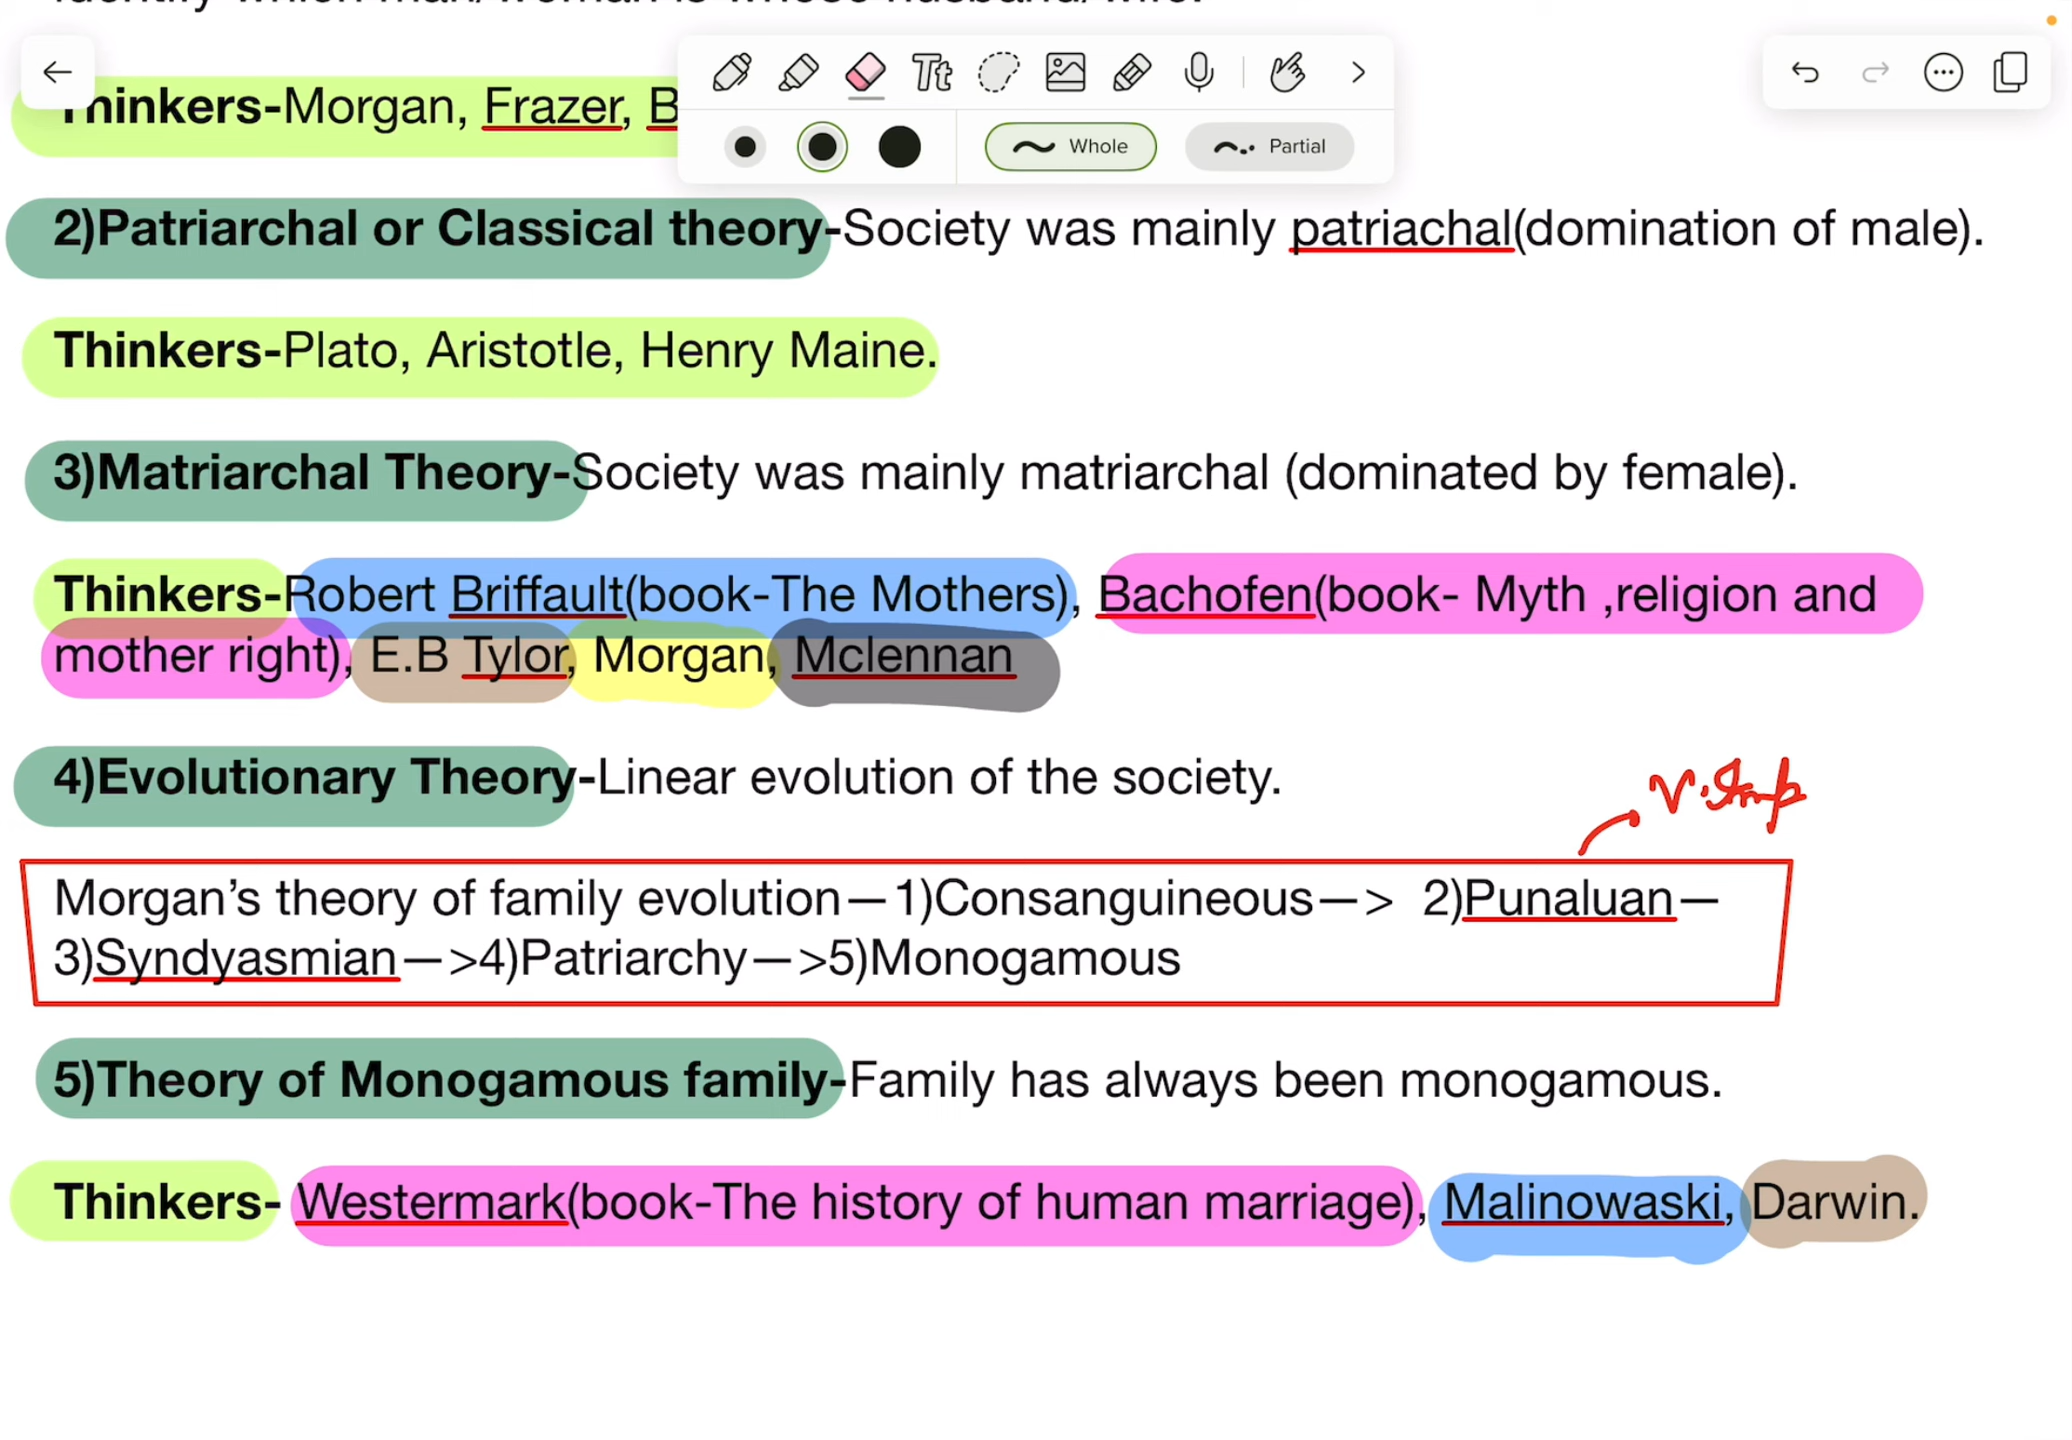 Thinkers-Morgan, Frazer, B
Whole
Partial
2)Patriarchal or Classical theory-Society was mainly patriachal(domination of male).
Thinkers-Plato, Aristotle, Henry Maine.
3)Matriarchal Theory-Society was mainly matriarchal (dominated by female).
Thinkers-Robert Briffault(book-The Mothers), Bachofen(book- Myth ,religion and
mother right), E.B Tylor, Morgan, Mclennan
4)Evolutionary Theory-Linear evolution of the society.
V.Imp
Morgan’s theory of family evolution—1)Consanguineous—> 2)Punaluan—
3)Syndyasmian—>4)Patriarchy—>5)Monogamous
5)Theory of Monogamous family-Family has always been monogamous.
Thinkers- Westermark(book-The history of human marriage), Malinowaski, Darwin.